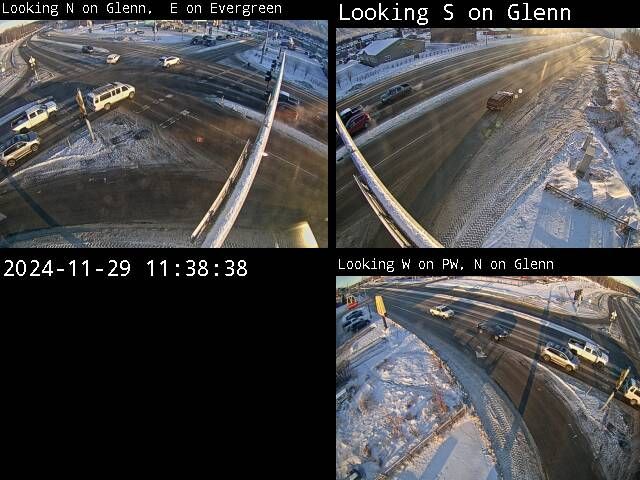 Looking N on Glenn, E on Evergreen
Looking S on Glenn
2024-11-29 11:38:38
Looking W on PW, N on Glenn